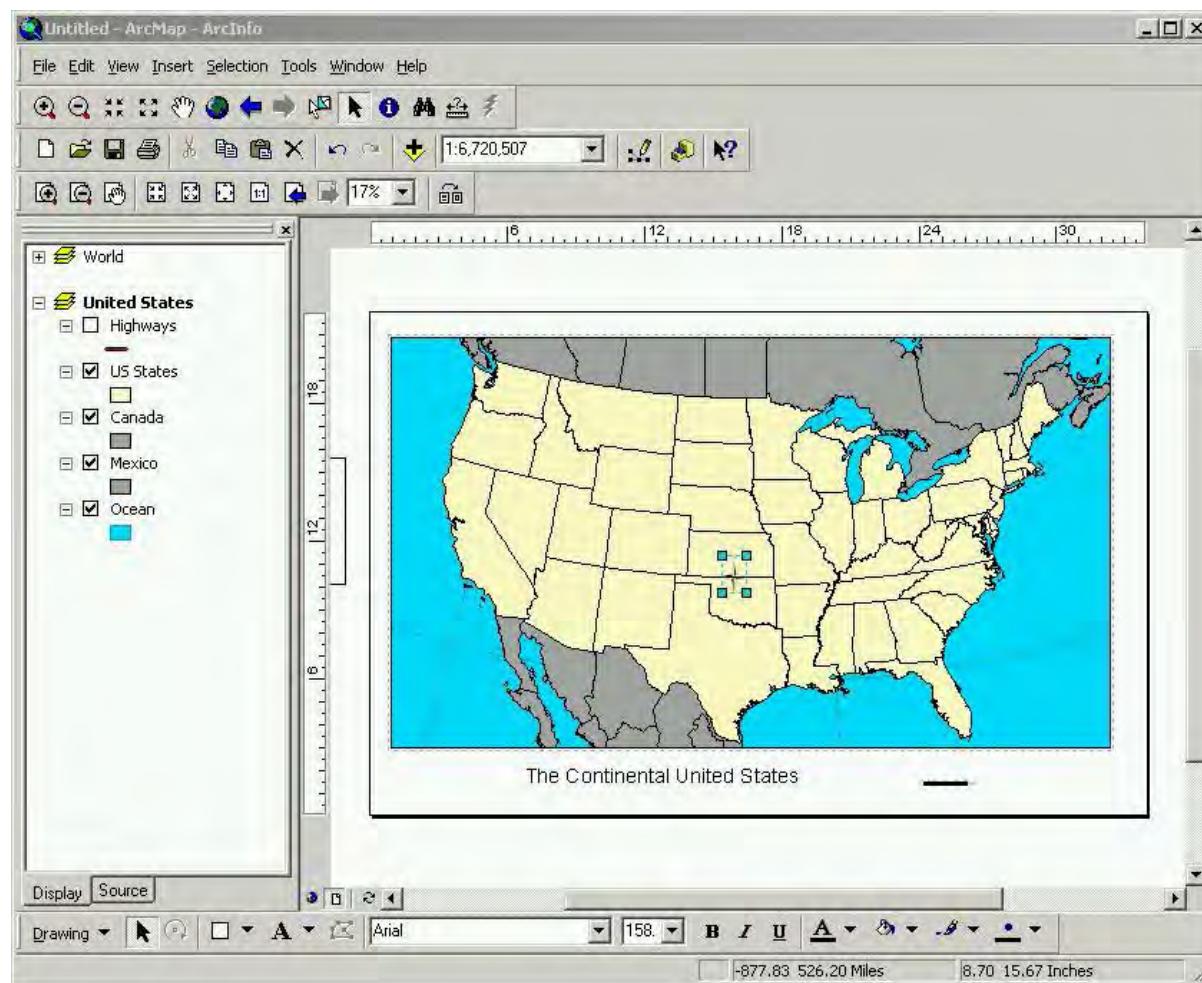 Untitled - ArcMap - ArcInfo
File Edit View Insert Selection Tools Window Help
1:6,720,507
1:1 17%
6 12 18 24 30
World
United States
Highways
US States
Canada
Mexico
Ocean
18
12
6
The Continental United States
Display Source
Drawing A Arial 158. B I U A
-877.83 526.20 Miles 8.70 15.67 Inches